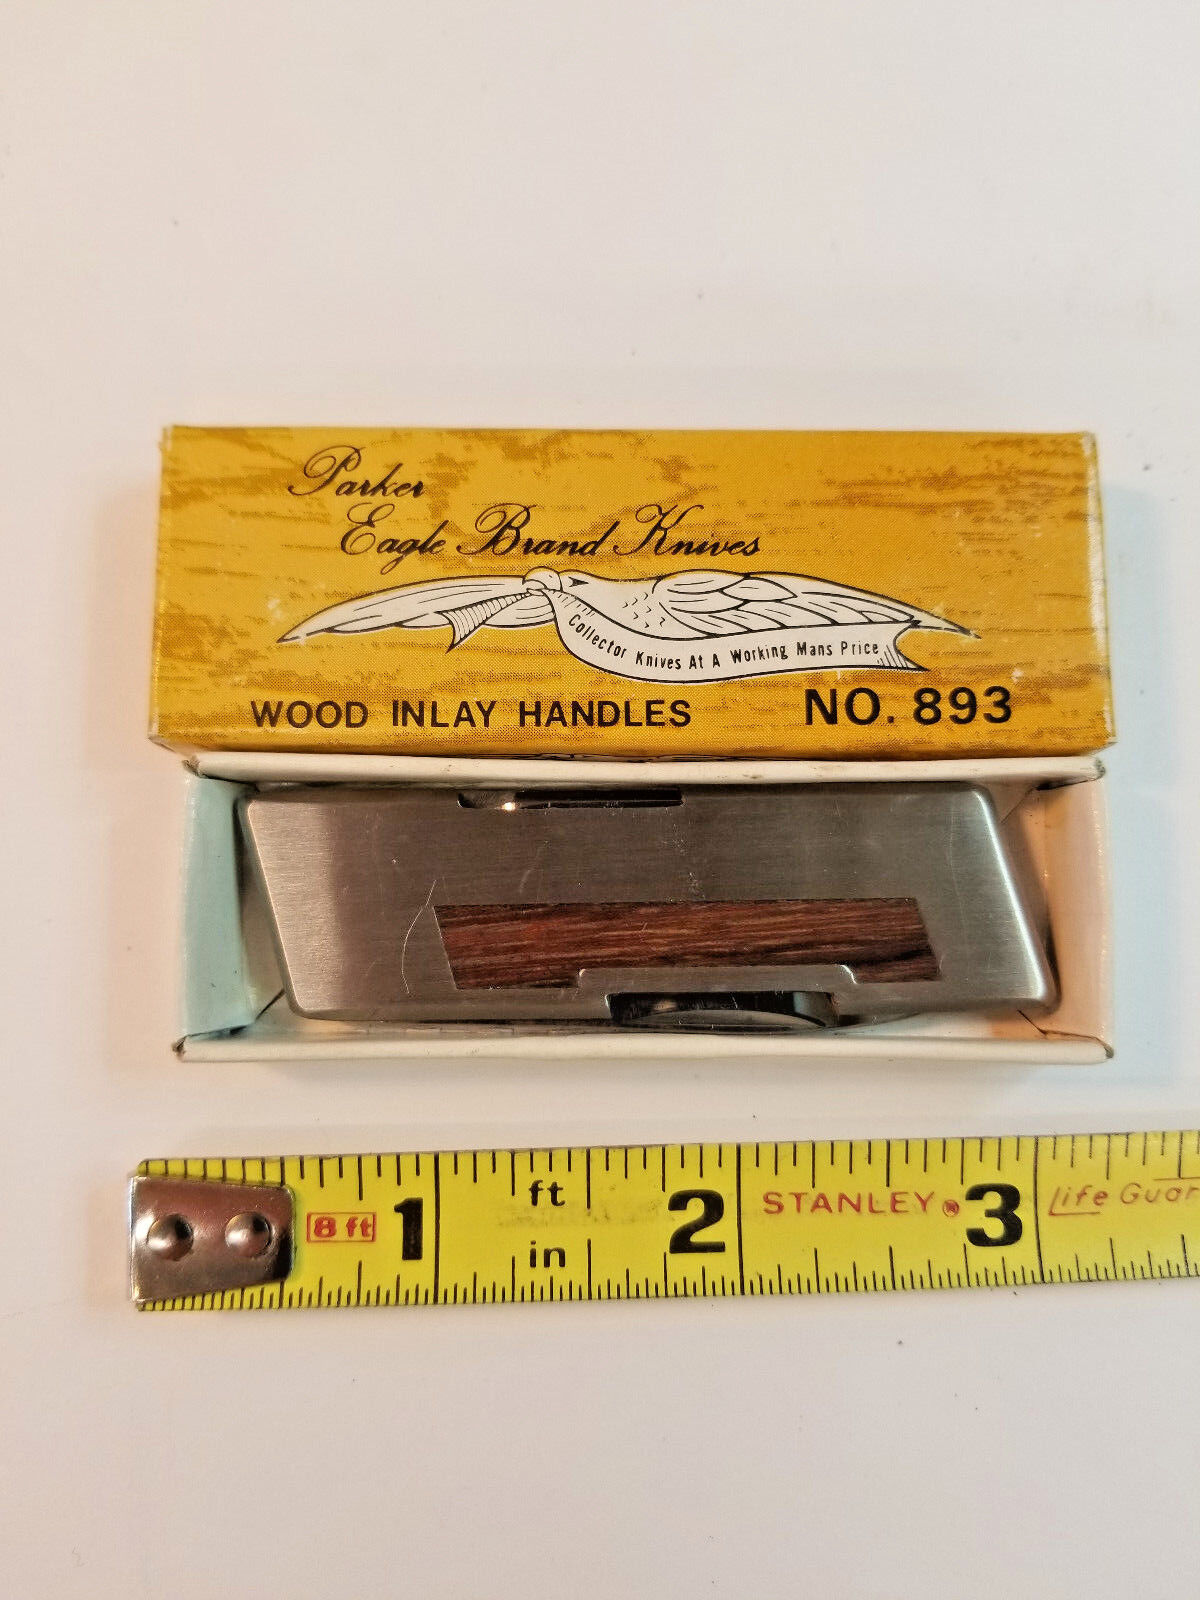 Parker
Eagle Brand Knives
Collector Knives At A Working Mans Price
WOOD INLAY HANDLES NO. 893
8 ft 1 ft in 2 STANLEY® 3 Life